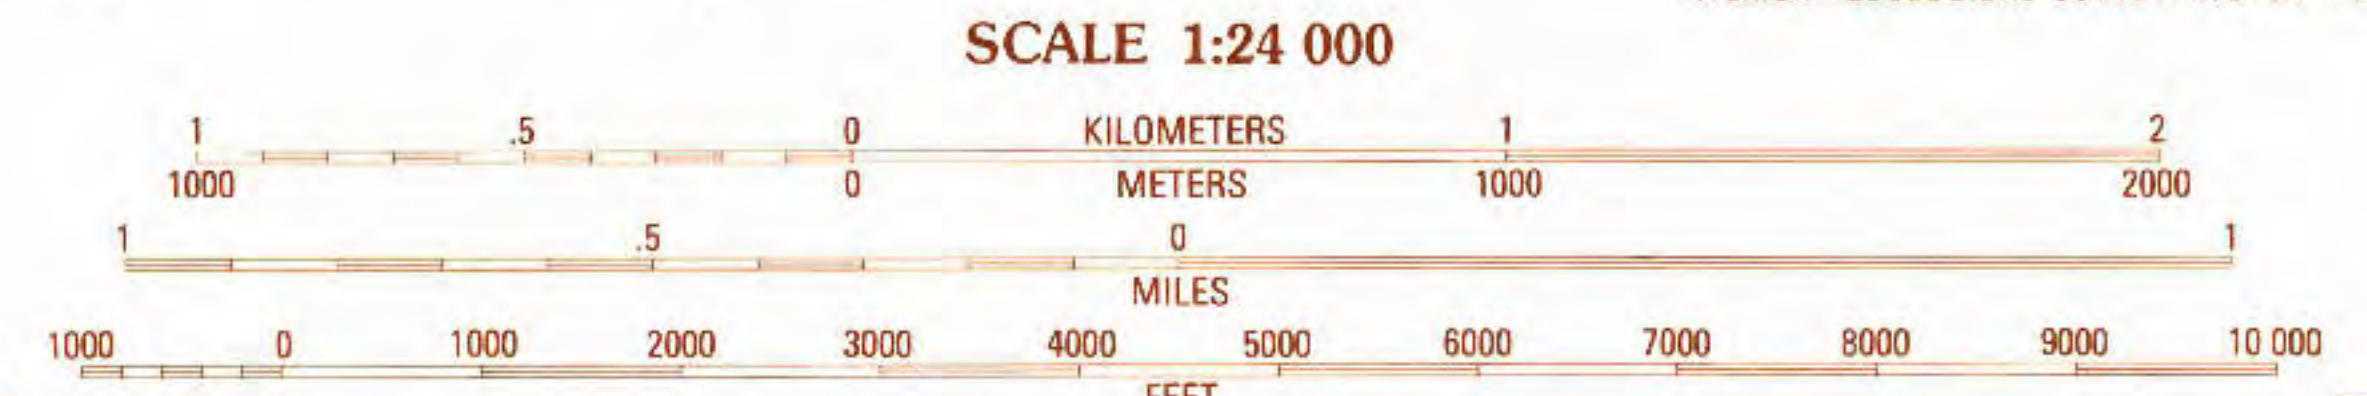 SCALE 1:24 000
1 .5 0 KILOMETERS 1 2
1000 0 METERS 1000 2000
1 .5 0 1
MILES
1000 0 1000 2000 3000 4000 5000 6000 7000 8000 9000 10 000
FEET